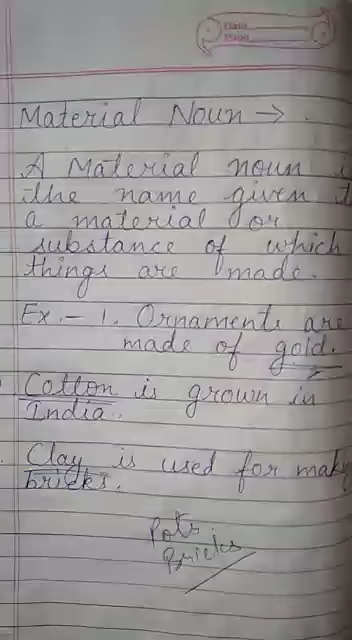 Material Noun →
A Material noun i
the name given t
a material or
substance of which
things are made.
Ex.- 1. Ornaments are
made of gold.
Cotton is grown in
India.
Clay is used for mak
bricks.
Pots
Bricks